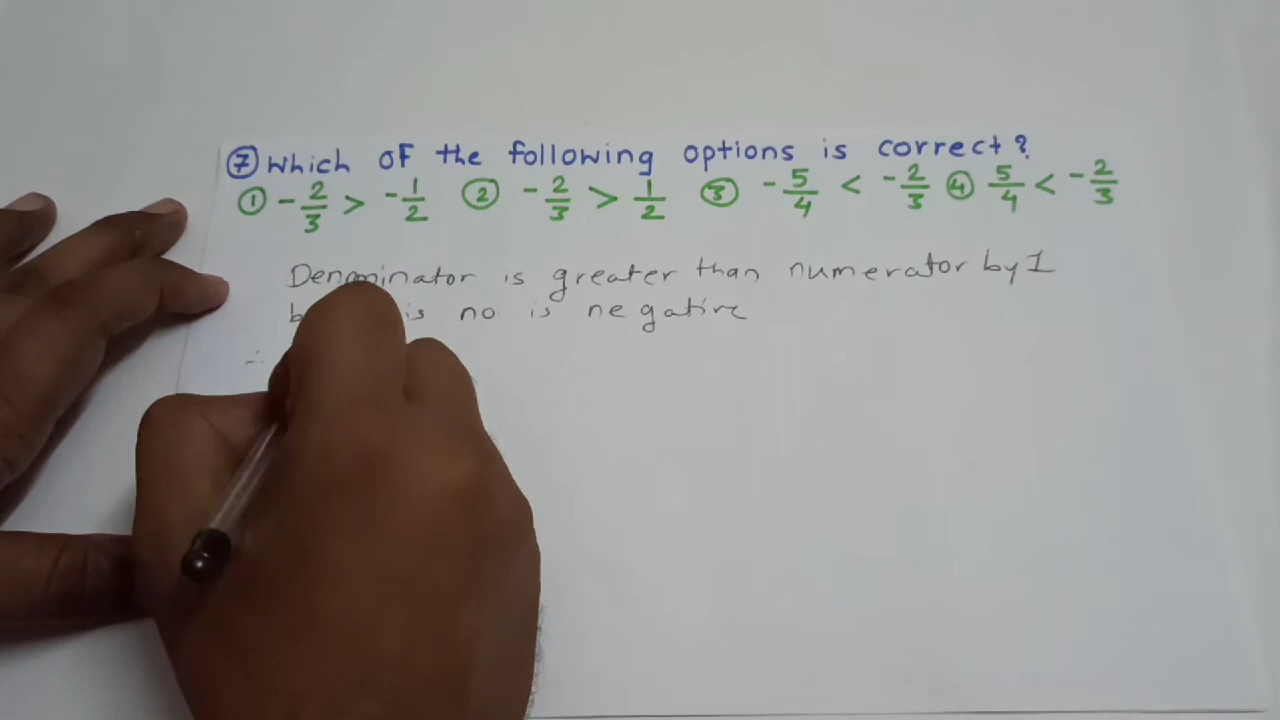 ⑦ Which of the following options is correct?
① -2/3 > -1/2 ② -2/3 > 1/2 ③ -5/4 < -2/3 ④ 5/4 < -2/3
Denominator is greater than numerator by 1
is no is negative
∴